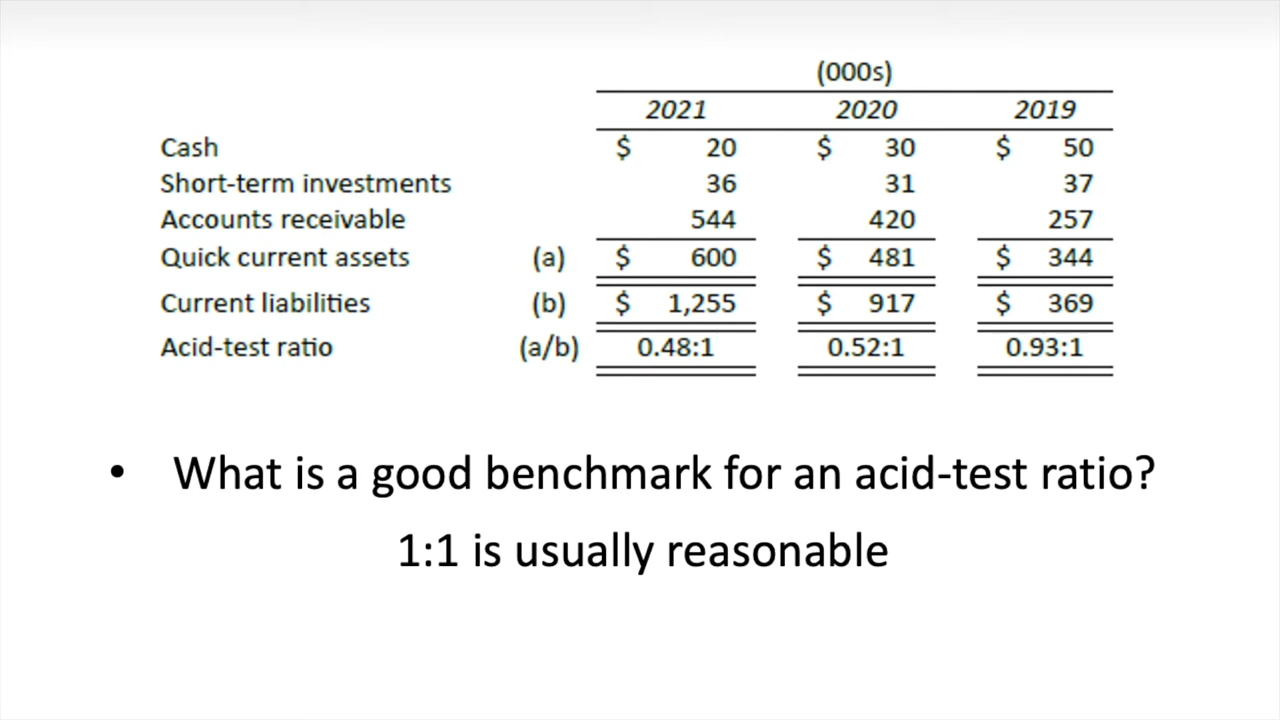 (000s)
2021 2020 2019
Cash $ 20 $ 30 $ 50
Short-term investments 36 31 37
Accounts receivable 544 420 257
Quick current assets (a) $ 600 $ 481 $ 344
Current liabilities (b) $ 1,255 $ 917 $ 369
Acid-test ratio (a/b) 0.48:1 0.52:1 0.93:1
• What is a good benchmark for an acid-test ratio?
1:1 is usually reasonable